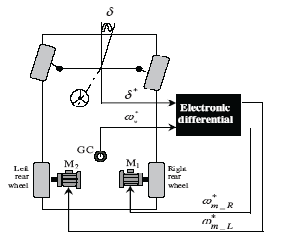 δ
δ*
Electronic
differential
GC
Left
rear
wheel
M₂
M₁
Right
rear
wheel
ω*ₘ_R
ω*ₘ_L